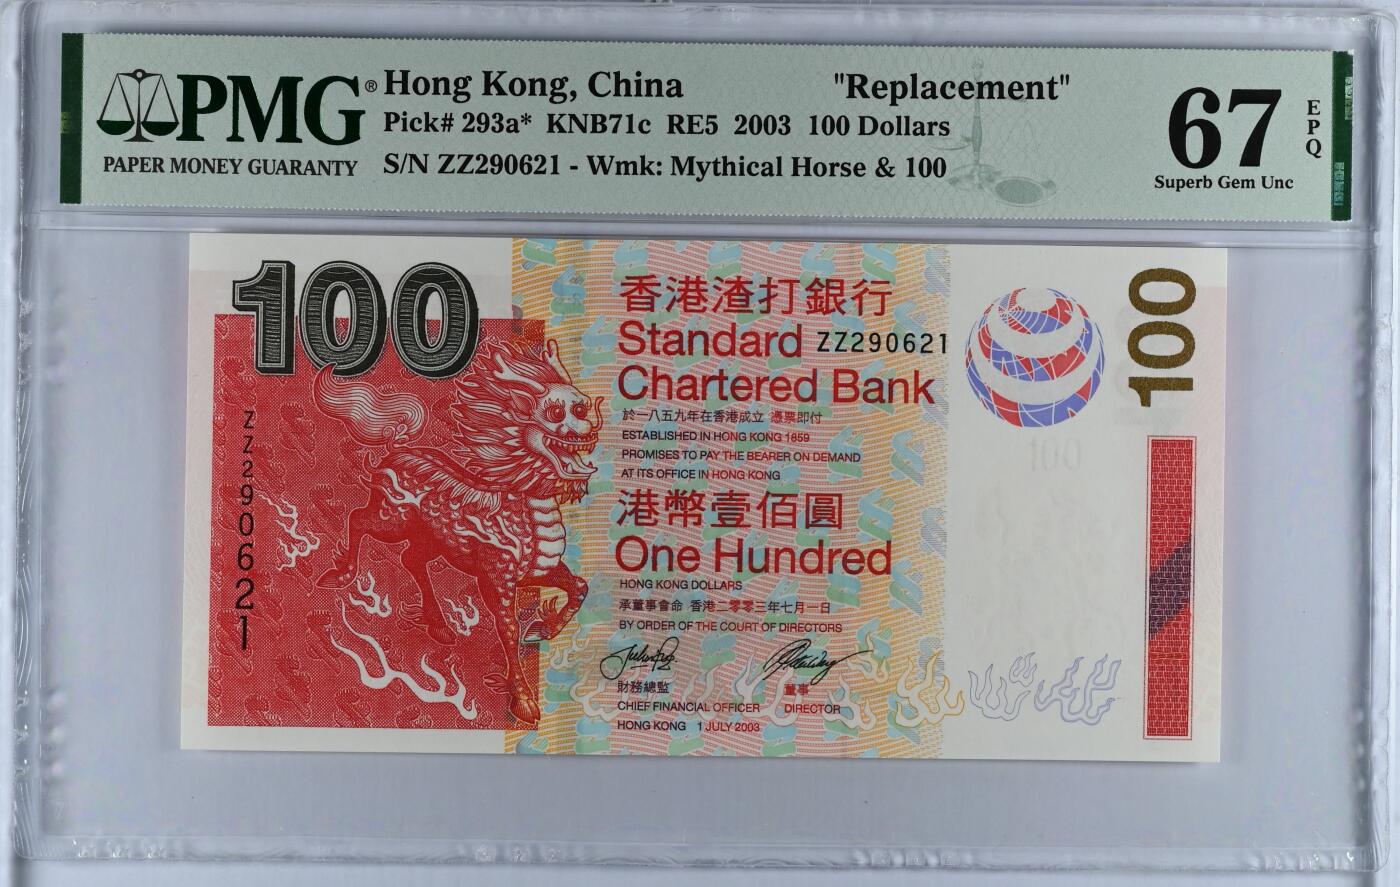 PMG®
PAPER MONEY GUARANTY
Hong Kong, China "Replacement"
Pick# 293a* KNB71c RE5 2003 100 Dollars
S/N ZZ290621 - Wmk: Mythical Horse & 100
67
EPQ
Superb Gem Unc
100
香港渣打銀行
Standard
ZZ290621
Chartered Bank
於一八五九年在香港成立 憑票即付
ESTABLISHED IN HONG KONG 1859
PROMISES TO PAY THE BEARER ON DEMAND
AT ITS OFFICE IN HONG KONG
港幣壹佰圓
One Hundred
HONG KONG DOLLARS
承董事會命 香港二零零三年七月一日
BY ORDER OF THE COURT OF DIRECTORS
財務總監 董事
CHIEF FINANCIAL OFFICER DIRECTOR
HONG KONG 1 JULY 2003
ZZ290621
100
100